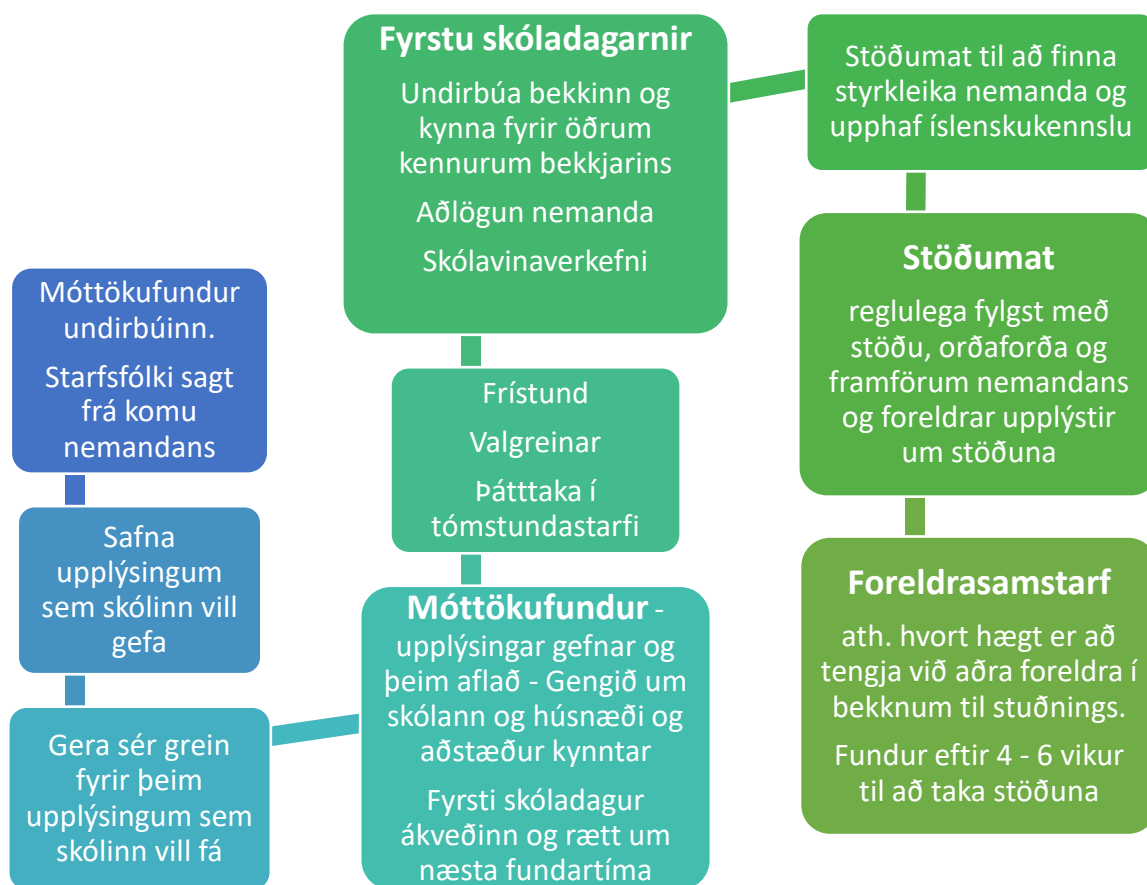 Móttökufundur
undirbúinn.
Starfsfólki sagt
frá komu
nemandans
Safna
upplýsingum
sem skólinn vill
gefa
Gera sér grein
fyrir þeim
upplýsingum sem
skólinn vill fá
Móttökufundur -
upplýsingar gefnar og
þeim aflað - Gengið um
skólann og húsnæði og
aðstæður kynntar
Fyrsti skóladagur
ákveðinn og rætt um
næsta fundartíma
Frístund
Valgreinar
Þátttaka í
tómstundastarfi
Fyrstu skóladagarnir
Undirbúa bekkinn og
kynna fyrir öðrum
kennurum bekkjarins
Aðlögun nemanda
Skólavinaverkefni
Stöðumat til að finna
styrkleika nemanda og
upphaf íslenskukennslu
Stöðumat
reglulega fylgst með
stöðu, orðaforða og
framförum nemandans
og foreldrar upplýstir
um stöðuna
Foreldrasamstarf
ath. hvort hægt er að
tengja við aðra foreldra í
bekknum til stuðnings.
Fundur eftir 4 - 6 vikur
til að taka stöðuna